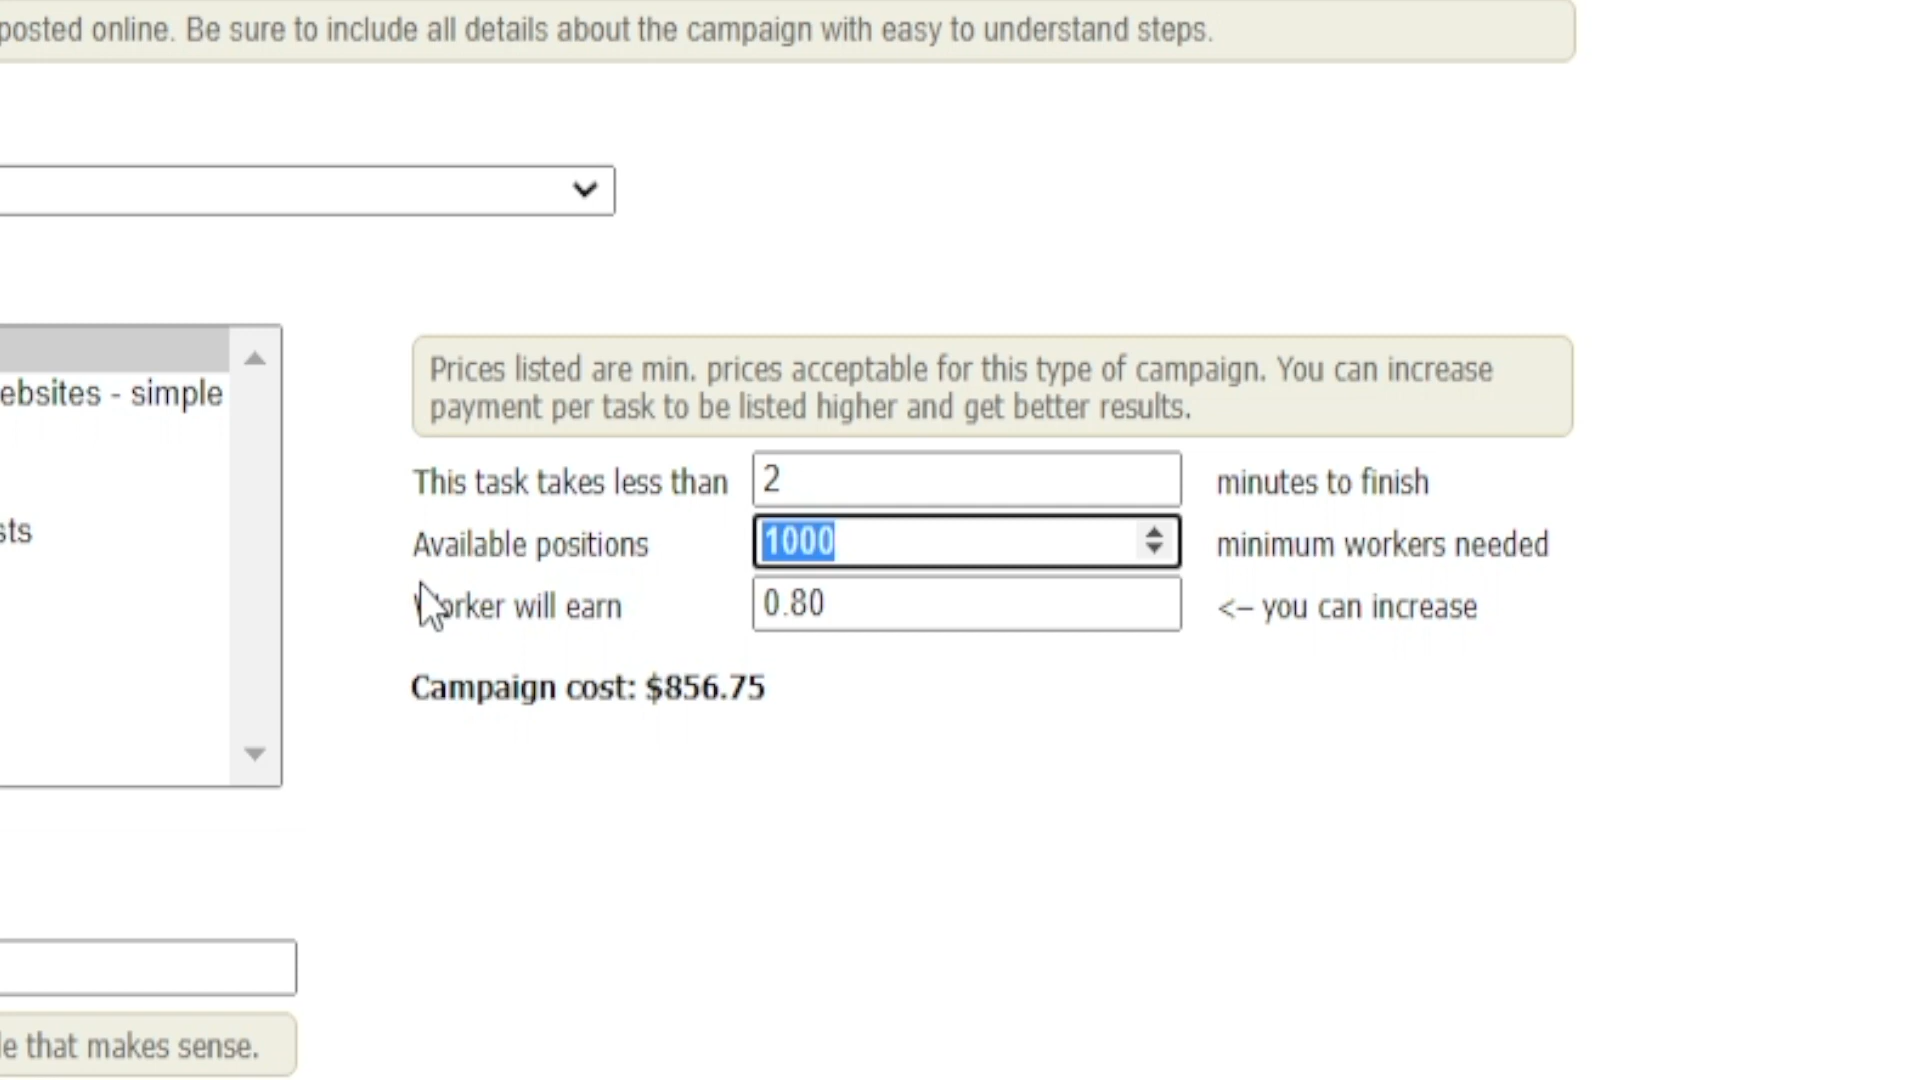 posted online. Be sure to include all details about the campaign with easy to understand steps.
ebsites - simple
Prices listed are min. prices acceptable for this type of campaign. You can increase
payment per task to be listed higher and get better results.
This task takes less than 2 minutes to finish
sts
Available positions 1000 minimum workers needed
Worker will earn 0.80 <– you can increase
Campaign cost: $856.75
le that makes sense.